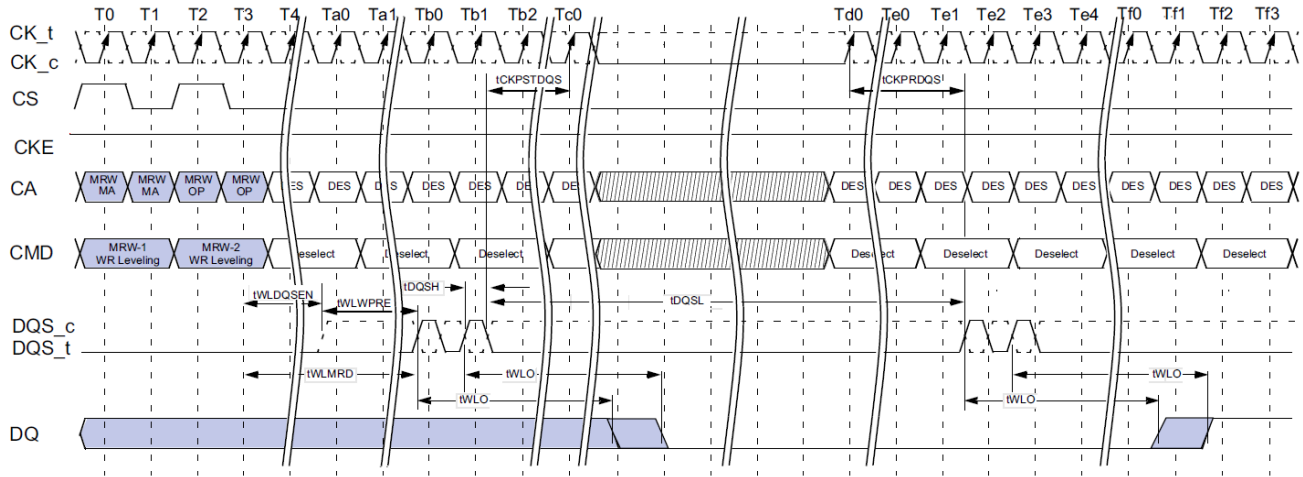 T0 T1 T2 T3 T4 Ta0 Ta1 Tb0 Tb1 Tb2 Tc0 Td0 Te0 Te1 Te2 Te3 Te4 Tf0 Tf1 Tf2 Tf3
CK_t
CK_c
tCKPSTDQS tCKPRDQS
CS
CKE
CA
MRW MA MRW MA MRW OP MRW OP ES DES DES DES DES DES DES DES DES DES DES DES DES DES DES DES
CMD
MRW-1 WR Leveling MRW-2 WR Leveling eselect Deselect Deselect Deselect Deselect Deselect Deselect Deselect
tDQSH
tWLDQSEN tWLWPRE tDQSL
DQS_c
DQS_t
tWLMRD tWLO tWLO
tWLO tWLO
DQ